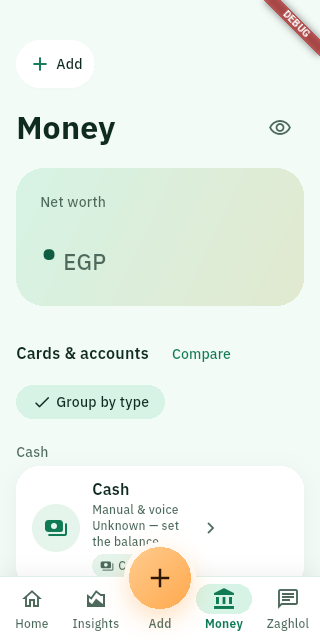 DEBUG
Add
Money
Net worth
EGP
Cards & accounts
Compare
Group by type
Cash
Cash
Manual & voice
Unknown — set
the balance
Home
Insights
Add
Money
Zaghlol